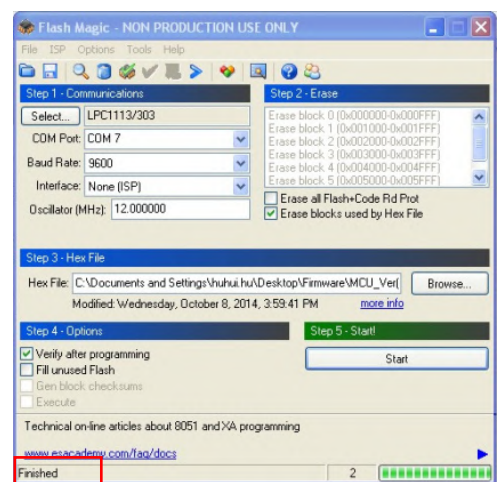 Flash Magic - NON PRODUCTION USE ONLY
File ISP Options Tools Help
Step 1 - Communications
Select... LPC1113/303
COM Port: COM 7
Baud Rate: 9600
Interface: None (ISP)
Oscillator (MHz): 12.000000
Step 2 - Erase
Erase block 0 (0x000000-0x000FFF)
Erase block 1 (0x001000-0x001FFF)
Erase block 2 (0x002000-0x002FFF)
Erase block 3 (0x003000-0x003FFF)
Erase block 4 (0x004000-0x004FFF)
Erase block 5 (0x005000-0x005FFF)
Erase all Flash+Code Rd Prot
Erase blocks used by Hex File
Step 3 - Hex File
Hex File: C:\Documents and Settings\huhui.hu\Desktop\Firmware\MCU_Ver( Browse...
Modified: Wednesday, October 8, 2014, 3:59:41 PM more info
Step 4 - Options
Verify after programming
Fill unused Flash
Gen block checksums
Execute
Step 5 - Start!
Start
Technical on-line articles about 8051 and XA programming
www.esacademy.com/faq/docs
Finished 2